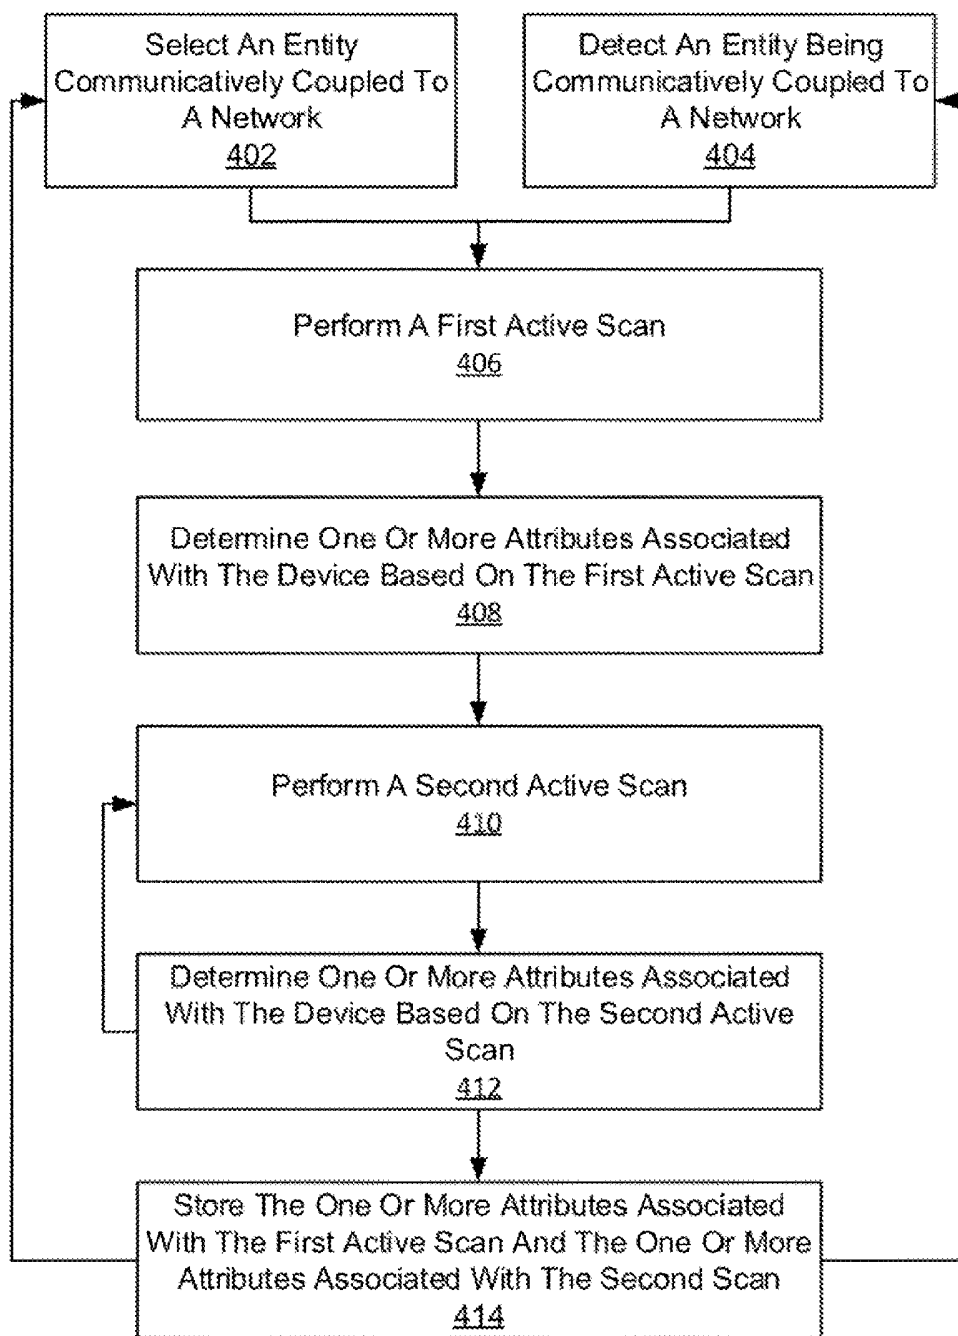 Select An Entity
Communicatively Coupled To
A Network
402
Detect An Entity Being
Communicatively Coupled To
A Network
404
Perform A First Active Scan
406
Determine One Or More Attributes Associated
With The Device Based On The First Active Scan
408
Perform A Second Active Scan
410
Determine One Or More Attributes Associated
With The Device Based On The Second Active
Scan
412
Store The One Or More Attributes Associated
With The First Active Scan And The One Or More
Attributes Associated With The Second Scan
414